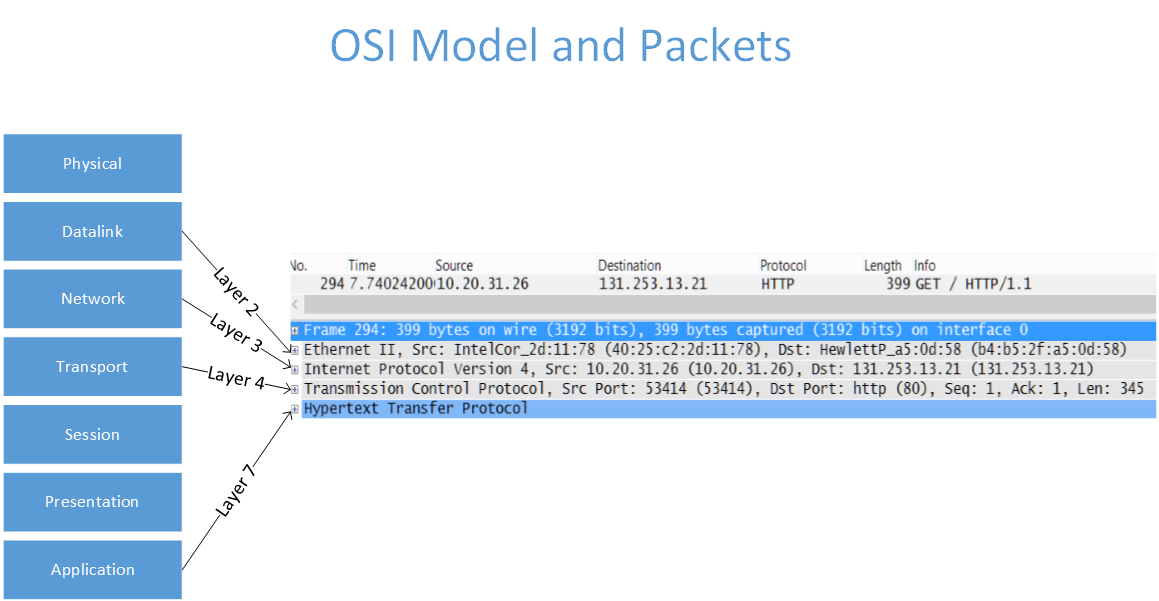 OSI Model and Packets
Physical
Datalink
Network
Transport
Session
Presentation
Application
Layer 2
Layer 3
Layer 4
Layer 7
No. Time Source Destination Protocol Length Info
294 7.740242000 10.20.31.26 131.253.13.21 HTTP 399 GET / HTTP/1.1
Frame 294: 399 bytes on wire (3192 bits), 399 bytes captured (3192 bits) on interface 0
Ethernet II, Src: IntelCor_2d:11:78 (40:25:c2:2d:11:78), Dst: HewlettP_a5:0d:58 (b4:b5:2f:a5:0d:58)
Internet Protocol Version 4, Src: 10.20.31.26 (10.20.31.26), Dst: 131.253.13.21 (131.253.13.21)
Transmission Control Protocol, Src Port: 53414 (53414), Dst Port: http (80), Seq: 1, Ack: 1, Len: 345
Hypertext Transfer Protocol